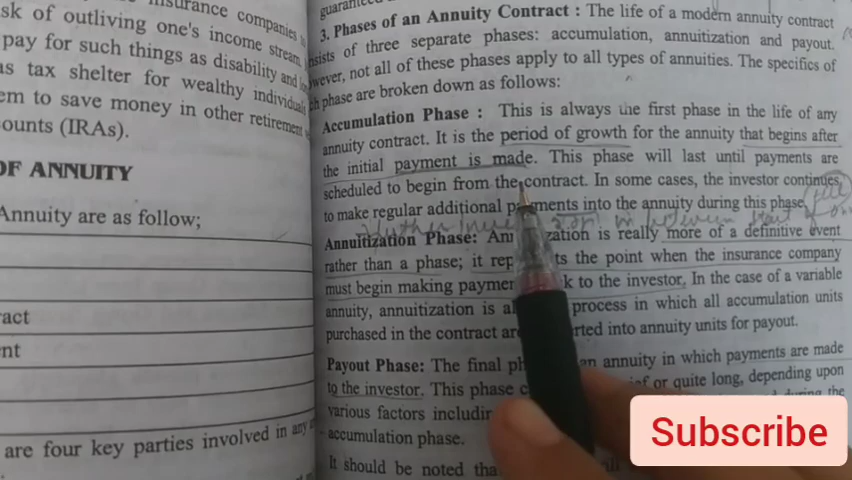 surance companies to
sk of outliving one's income stream.
pay for such things as disability and
as tax shelter for wealthy individuals
em to save money in other retirement
ounts (IRAs).
OF ANNUITY
Annuity are as follow;
ract
nt
are four key parties involved in any
3. Phases of an Annuity Contract : The life of a modern annuity contract
nsists of three separate phases: accumulation, annuitization and payout.
owever, not all of these phases apply to all types of annuities. The specifics of
ch phase are broken down as follows:
Accumulation Phase : This is always the first phase in the life of any
annuity contract. It is the period of growth for the annuity that begins after
the initial payment is made. This phase will last until payments are
scheduled to begin from the contract. In some cases, the investor continues
to make regular additional payments into the annuity during this phase.
Annuitization Phase: Ann zation is really more of a definitive event
rather than a phase; it rep ts the point when the insurance company
must begin making paymen k to the investor. In the case of a variable
annuity, annuitization is a process in which all accumulation units
purchased in the contract are rted into annuity units for payout.
Payout Phase: The final ph an annuity in which payments are made
to the investor. This phase c ief or quite long, depending upon
various factors including the
accumulation phase.
It should be noted tha
Subscribe